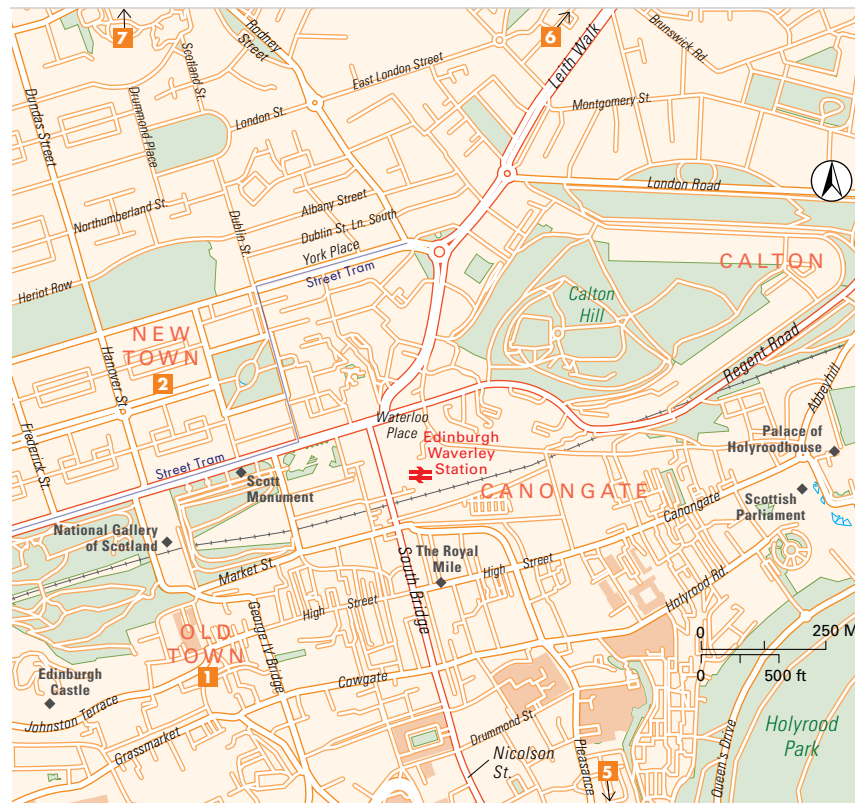 7
6
Rodney
Street
Scotland St.
Leith Walk
Brunswick Rd.
East London Street
Dundas Street
Drummond Place
London St.
Montgomery St.
London Road
Northumberland St.
Albany Street
Dublin St.
Dublin St. Ln. South
York Place
Street Tram
CALTON
Heriot Row
Calton
Hill
NEW
TOWN
2
Hanover St.
Regent Road
Abbeyhill
Frederick St.
Waterloo
Place
Edinburgh
Waverley
Station
Palace of
Holyroodhouse
Street Tram
Scott
Monument
CANONGATE
Canongate
Scottish
Parliament
National Gallery
of Scotland
Market St.
South Bridge
The Royal
Mile
High Street
High Street
Holyrood Rd.
George IV Bridge
OLD
TOWN
1
0 250 M
0 500 ft
Edinburgh
Castle
Cowgate
Johnston Terrace
Grassmarket
Drummond St.
Nicolson
St.
Pleasance
5
Queen's Drive
Holyrood
Park